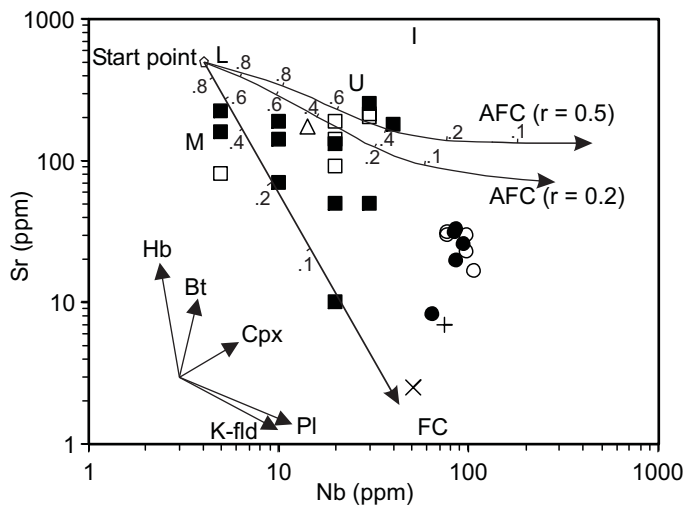 1000
I
Start point
L
.8
.8
.8
U
.6
.6
.6
.4
.4
.4
.2
.2
.1
.1
AFC (r = 0.5)
AFC (r = 0.2)
M
100
.2
.1
Sr (ppm)
Hb
Bt
Cpx
10
K-fld
Pl
FC
1
1
10
100
1000
Nb (ppm)